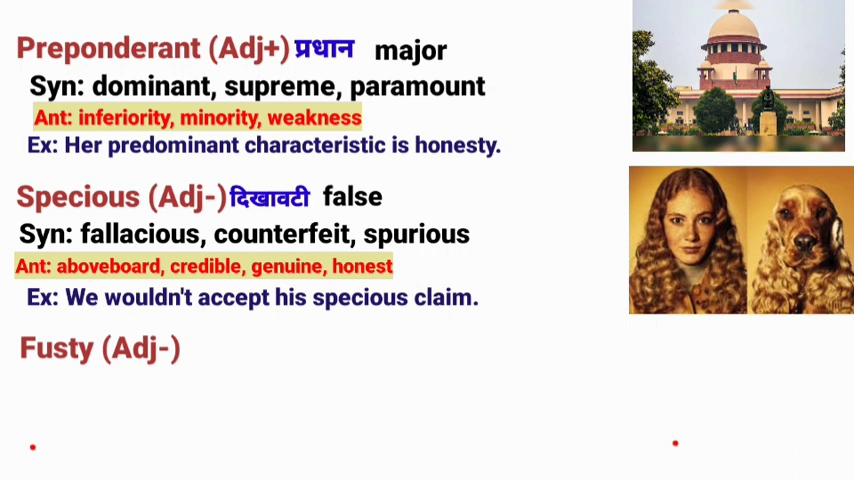 Preponderant (Adj+) प्रधान major
Syn: dominant, supreme, paramount
Ant: inferiority, minority, weakness
Ex: Her predominant characteristic is honesty.
Specious (Adj-) दिखावटी false
Syn: fallacious, counterfeit, spurious
Ant: aboveboard, credible, genuine, honest
Ex: We wouldn't accept his specious claim.
Fusty (Adj-)